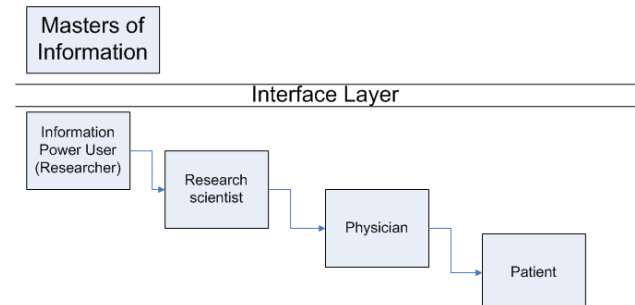 Masters of
Information
Interface Layer
Information
Power User
(Researcher)
Research
scientist
Physician
Patient